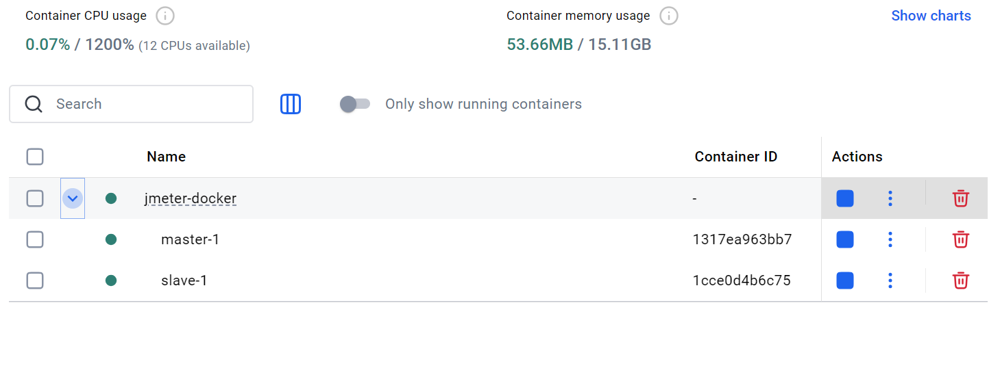 Container CPU usage Container memory usage Show charts
0.07% / 1200% (12 CPUs available) 53.66MB / 15.11GB
Search Only show running containers
Name Container ID Actions
jmeter-docker -
master-1 1317ea963bb7
slave-1 1cce0d4b6c75